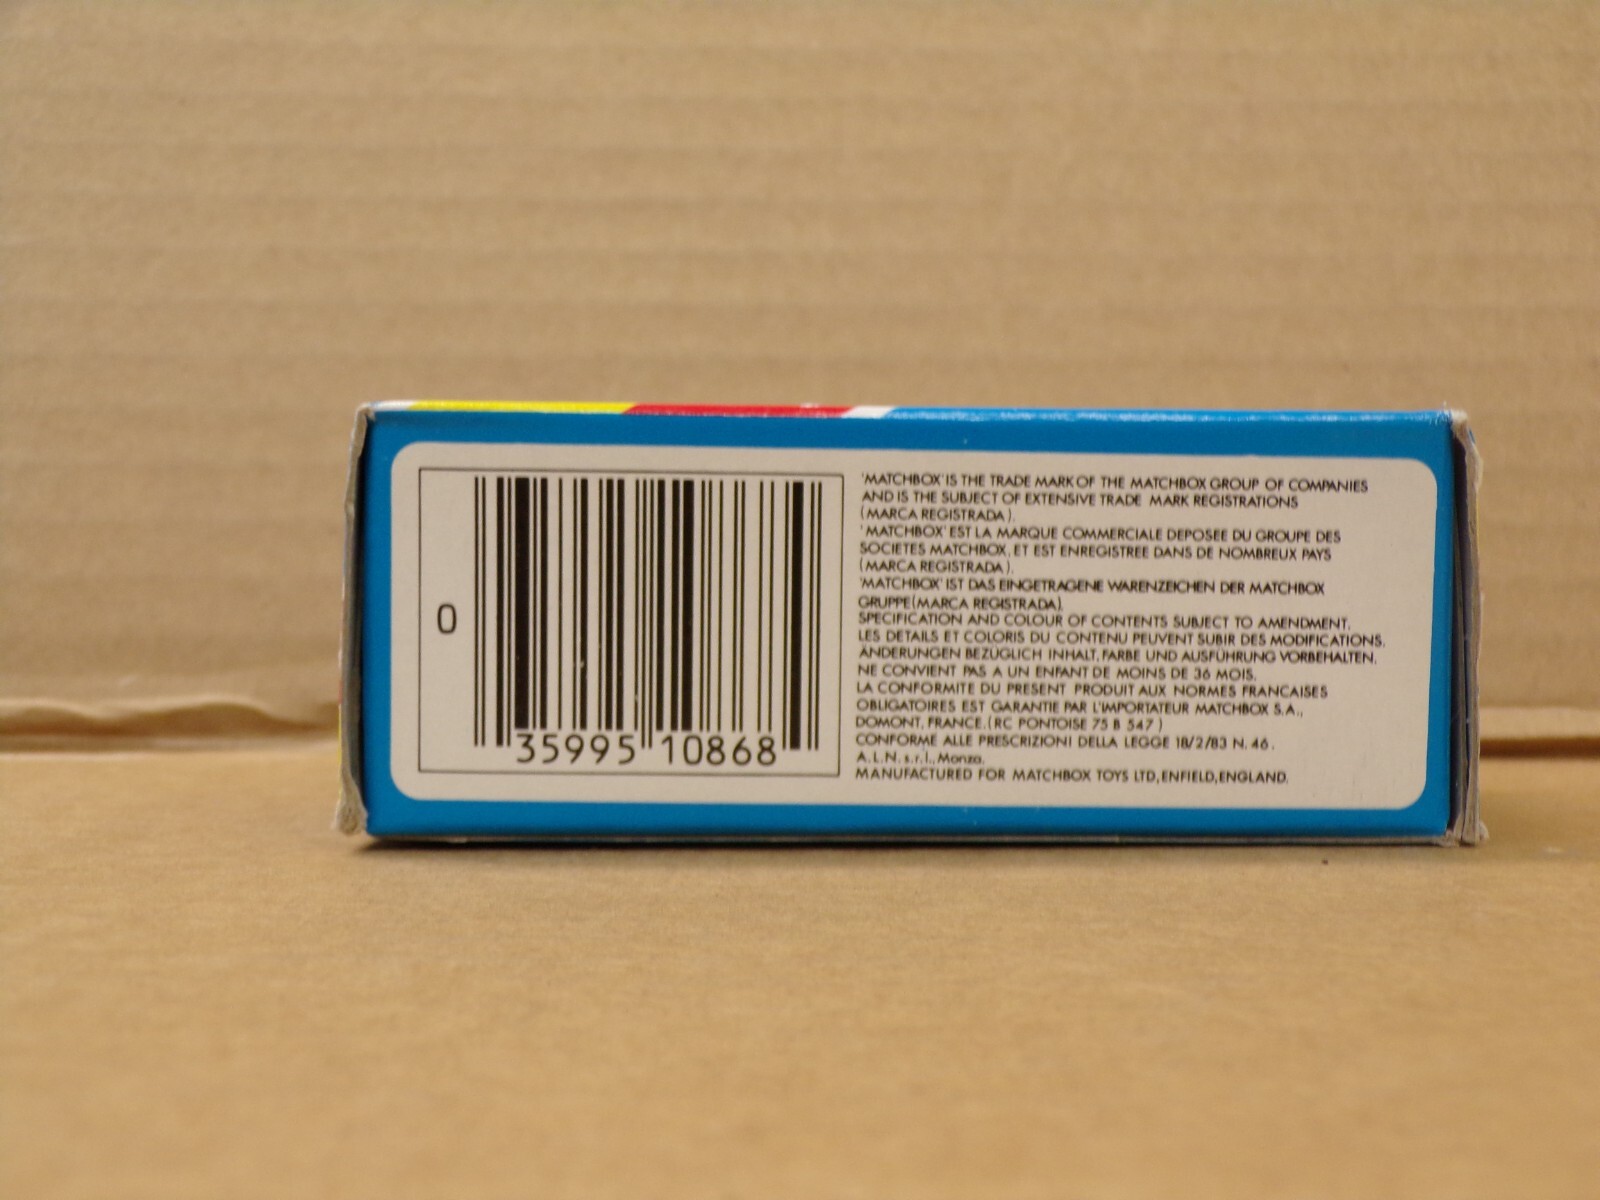 0
35995 10868
'MATCHBOX' IS THE TRADE MARK OF THE MATCHBOX GROUP OF COMPANIES
AND IS THE SUBJECT OF EXTENSIVE TRADE MARK REGISTRATIONS
(MARCA REGISTRADA).
'MATCHBOX' EST LA MARQUE COMMERCIALE DEPOSEE DU GROUPE DES
SOCIETES MATCHBOX, ET EST ENREGISTREE DANS DE NOMBREUX PAYS
(MARCA REGISTRADA).
'MATCHBOX' IST DAS EINGETRAGENE WARENZEICHEN DER MATCHBOX
GRUPPE (MARCA REGISTRADA).
SPECIFICATION AND COLOUR OF CONTENTS SUBJECT TO AMENDMENT.
LES DETAILS ET COLORIS DU CONTENU PEUVENT SUBIR DES MODIFICATIONS.
ÄNDERUNGEN BEZÜGLICH INHALT, FARBE UND AUSFÜHRUNG VORBEHALTEN.
NE CONVIENT PAS A UN ENFANT DE MOINS DE 36 MOIS.
LA CONFORMITE DU PRESENT PRODUIT AUX NORMES FRANCAISES
OBLIGATOIRES EST GARANTIE PAR L'IMPORTATEUR MATCHBOX S.A.,
DOMONT, FRANCE. (RC PONTOISE 75 B 547)
CONFORME ALLE PRESCRIZIONI DELLA LEGGE 18/2/83 N. 46.
A.L.N. s.r.l., Monza.
MANUFACTURED FOR MATCHBOX TOYS LTD, ENFIELD, ENGLAND.